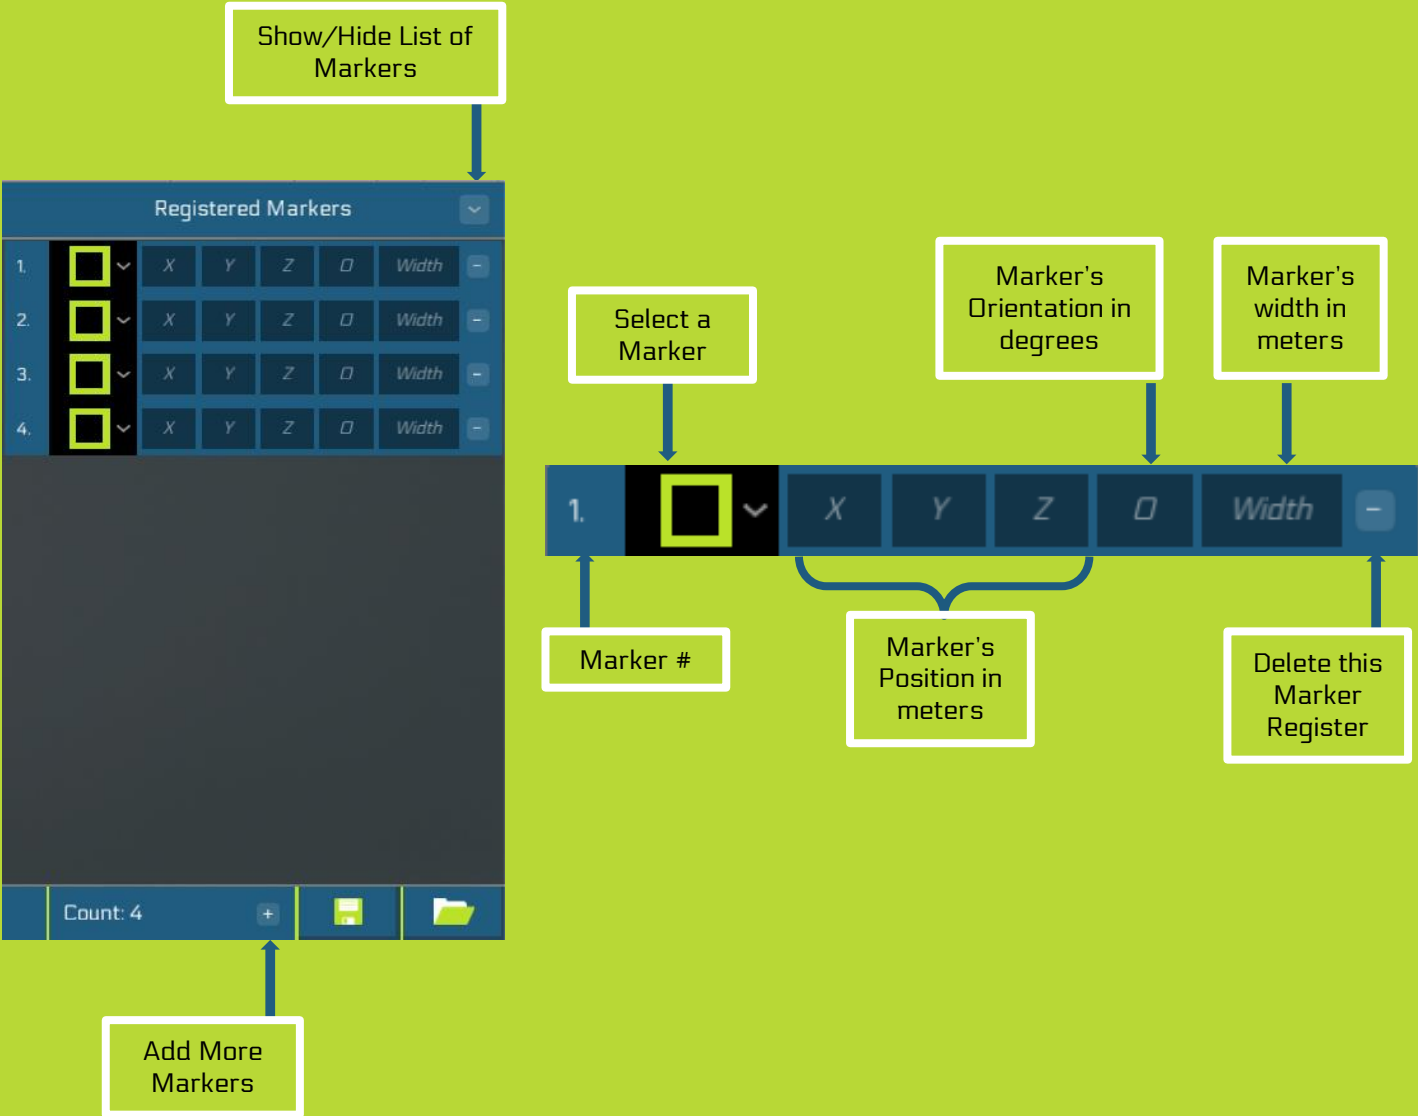 Show/Hide List of
Markers
Registered Markers
1. X Y Z O Width -
2. X Y Z O Width -
3. X Y Z O Width -
4. X Y Z O Width -
Count: 4 +
Add More
Markers
Select a
Marker
Marker's
Orientation in
degrees
Marker's
width in
meters
1. X Y Z O Width -
Marker #
Marker's
Position in
meters
Delete this
Marker
Register